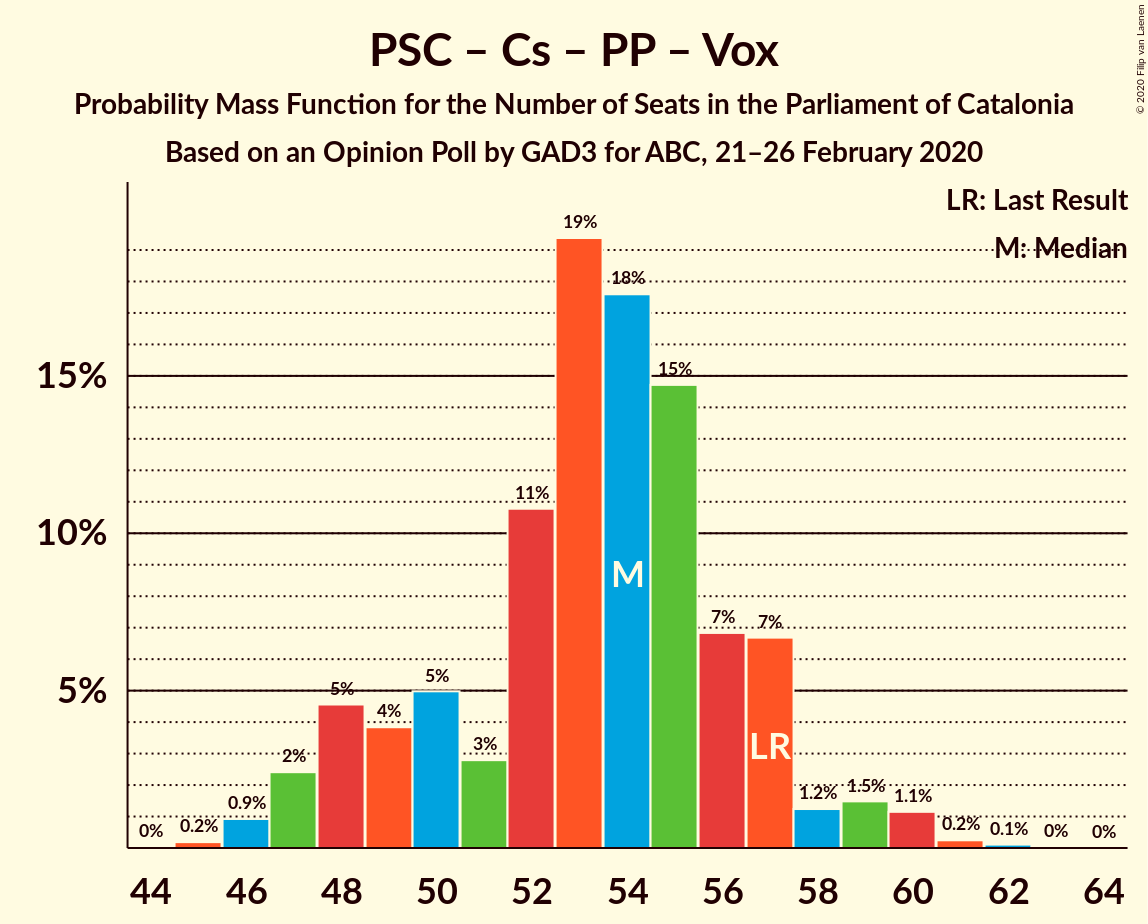 PSC – Cs – PP – Vox
Probability Mass Function for the Number of Seats in the Parliament of Catalonia
Based on an Opinion Poll by GAD3 for ABC, 21–26 February 2020
© 2020 Filip van Laenen
LR: Last Result
M: Median
15%
10%
5%
0%
0.2%
0.9%
2%
5%
4%
5%
3%
11%
19%
18%
15%
7%
7%
1.2%
1.5%
1.1%
0.2%
0.1%
0%
0%
M
LR
44 46 48 50 52 54 56 58 60 62 64